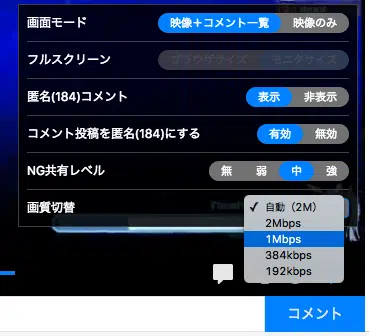 画面モード 映像+コメント一覧 映像のみ
フルスクリーン ブラウザサイズ モニタサイズ
匿名(184)コメント 表示 非表示
コメント投稿を匿名(184)にする 有効 無効
NG共有レベル 無 弱 中 強
画質切替 ✓ 自動(2M)
2Mbps
1Mbps
384kbps
192kbps
コメント